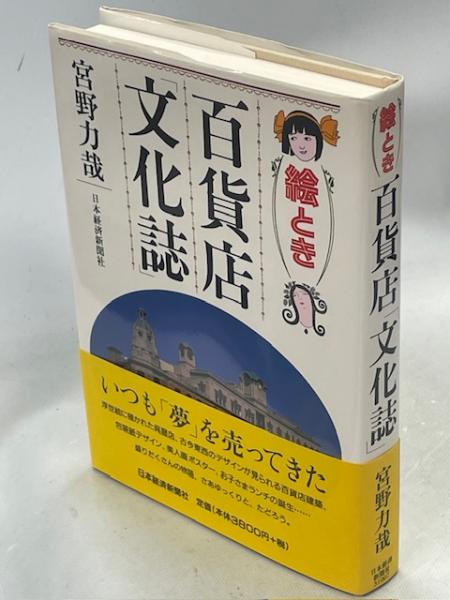 絵とき
百貨店
「文化誌」
宮野力哉
日本経済新聞社
いつも「夢」を売ってきた
浮世絵に描かれた呉服店、古今東西のデザインが見られる百貨店建築、
包装紙デザイン、美人画ポスター、お子さまランチの誕生……
盛りだくさんの物語、さあゆっくりと、たどろう。
日本経済新聞社 定価(本体3800円+税)
絵とき
百貨店「文化誌」
宮野力哉
日本経済
新聞社